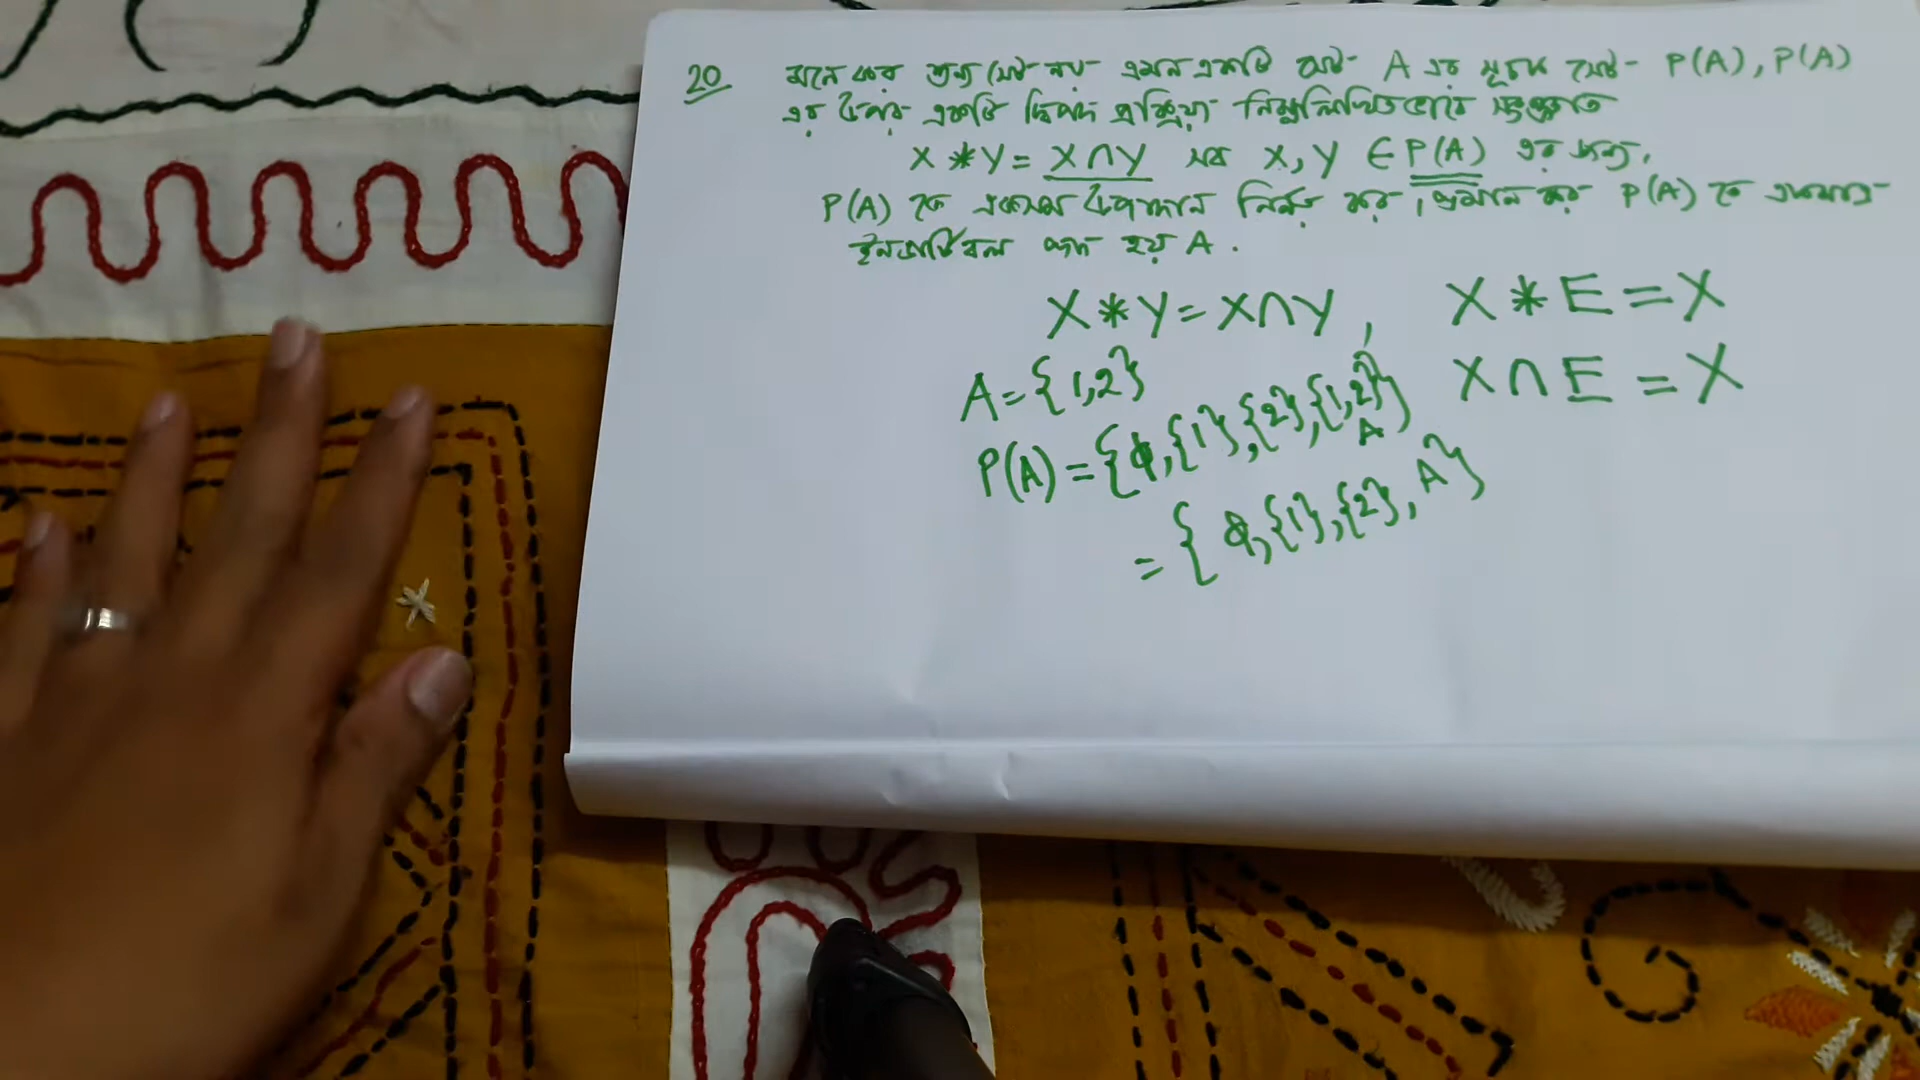 20 মনে কর শূন্য সেট নয় এমন একটি সেট A এর সূচক সেট P(A), P(A)
এর উপর একটি দ্বিপদ প্রক্রিয়া নিম্নলিখিতভাবে সংজ্ঞায়িত
X * Y = X ∩ Y সব X, Y ∈ P(A) এর জন্য,
P(A) তে একসম উপাদান নির্ণয় কর, প্রমান কর P(A) তে একমাত্র
ইনভার্টিবল পদ হয় A .
X * Y = X ∩ Y , X * E = X
A = {1,2} X ∩ E = X
P(A) = {ϕ, {1}, {2}, {1,2}}
A
= {ϕ, {1}, {2}, A}